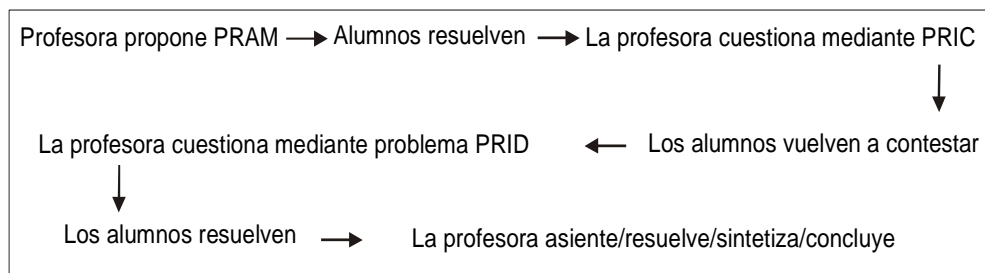 Profesora propone PRAM → Alumnos resuelven → La profesora cuestiona mediante PRIC
La profesora cuestiona mediante problema PRID ← Los alumnos vuelven a contestar
Los alumnos resuelven → La profesora asiente/resuelve/sintetiza/concluye